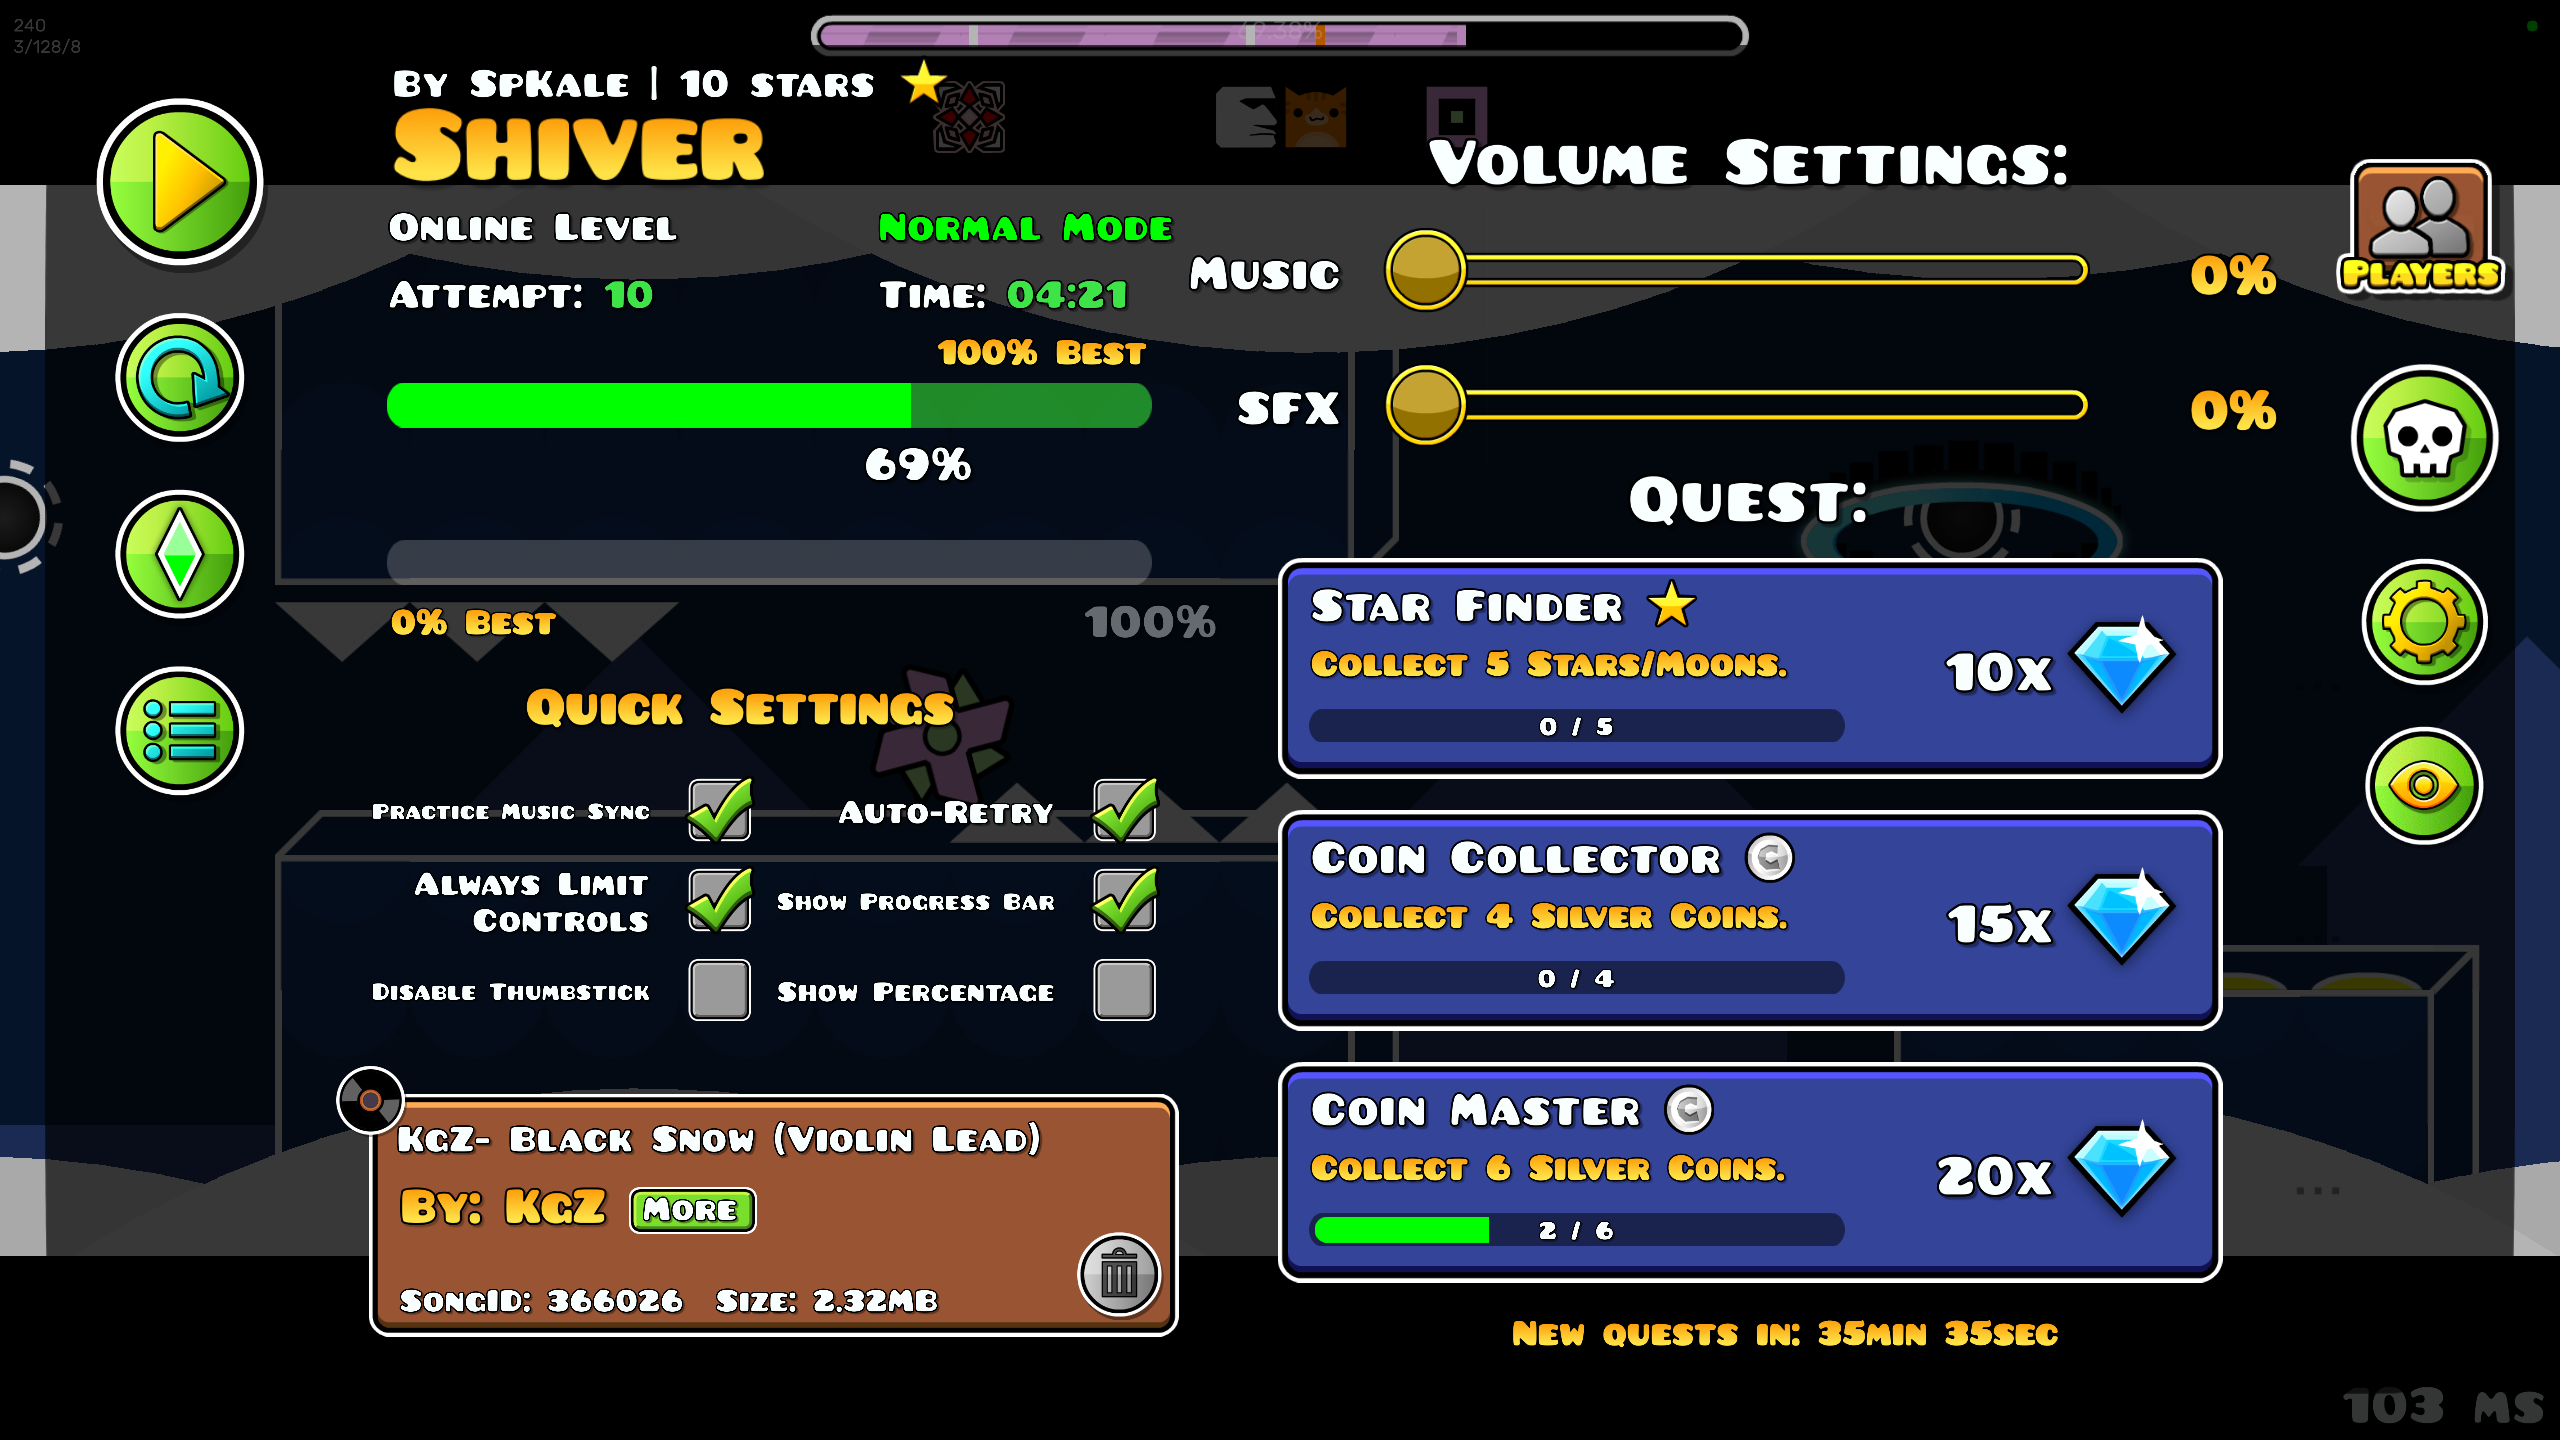 240
3/128/8
69.38%
By SpKale | 10 stars
Shiver
Online Level
Normal Mode
Attempt: 10
Time: 04:21
100% Best
69%
0% Best
100%
Quick Settings
Practice Music Sync
Auto-Retry
Always Limit
Controls
Show Progress Bar
Disable Thumbstick
Show Percentage
KgZ- Black Snow (Violin Lead)
By: KgZ
More
SongID: 366026 Size: 2.32MB
Volume Settings:
Music
0%
SFX
0%
Players
Quest:
Star Finder
Collect 5 Stars/Moons.
0 / 5
10x
Coin Collector
Collect 4 Silver Coins.
0 / 4
15x
Coin Master
Collect 6 Silver Coins.
2 / 6
20x
New quests in: 35min 35sec
103 ms